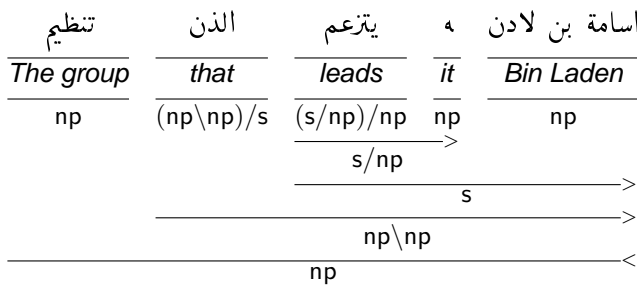 تنظيم الذن يتزعم ه اسامة بن لادن
The group that leads it Bin Laden
np (np\np)/s (s/np)/np np np
>
s/np
>
s
>
np\np
<
np